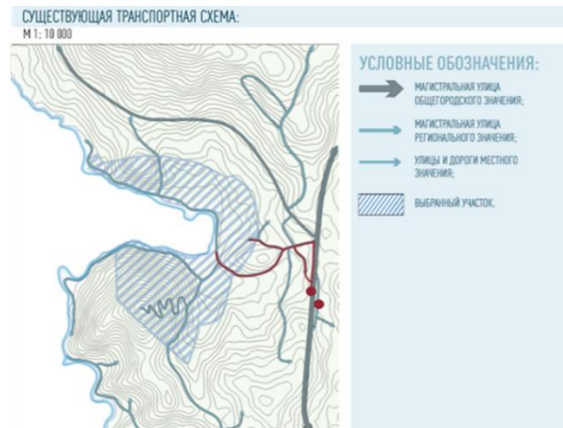 СУЩЕСТВУЮЩАЯ ТРАНСПОРТНАЯ СХЕМА:
М 1: 10 000
УСЛОВНЫЕ ОБОЗНАЧЕНИЯ:
МАГИСТРАЛЬНАЯ УЛИЦА
ОБЩЕГОРОДСКОГО ЗНАЧЕНИЯ;
МАГИСТРАЛЬНАЯ УЛИЦА
РЕГИОНАЛЬНОГО ЗНАЧЕНИЯ;
УЛИЦЫ И ДОРОГИ МЕСТНОГО
ЗНАЧЕНИЯ;
ВЫБРАННЫЙ УЧАСТОК.